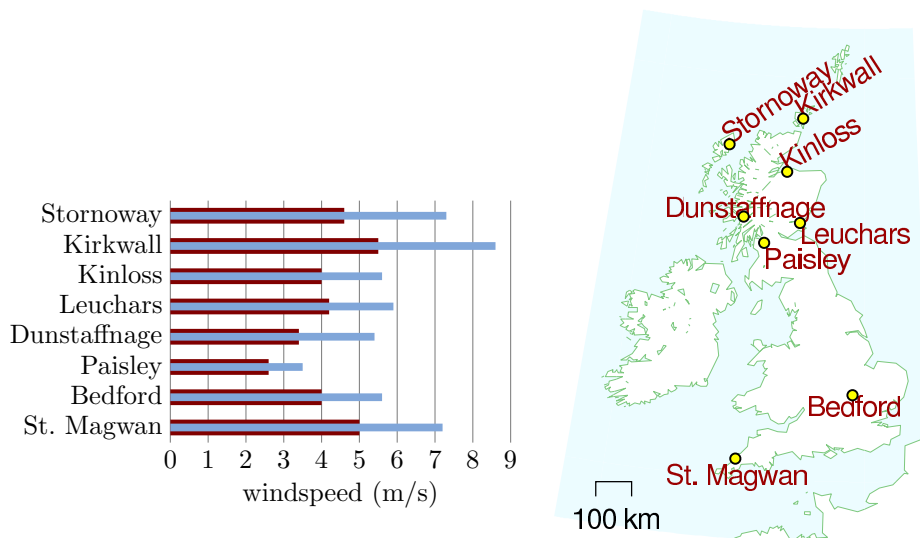 Stornoway
Kirkwall
Kinloss
Leuchars
Dunstaffnage
Paisley
Bedford
St. Magwan
0 1 2 3 4 5 6 7 8 9
windspeed (m/s)
Stornoway
Kirkwall
Kinloss
Dunstaffnage
Leuchars
Paisley
Bedford
St. Magwan
100 km